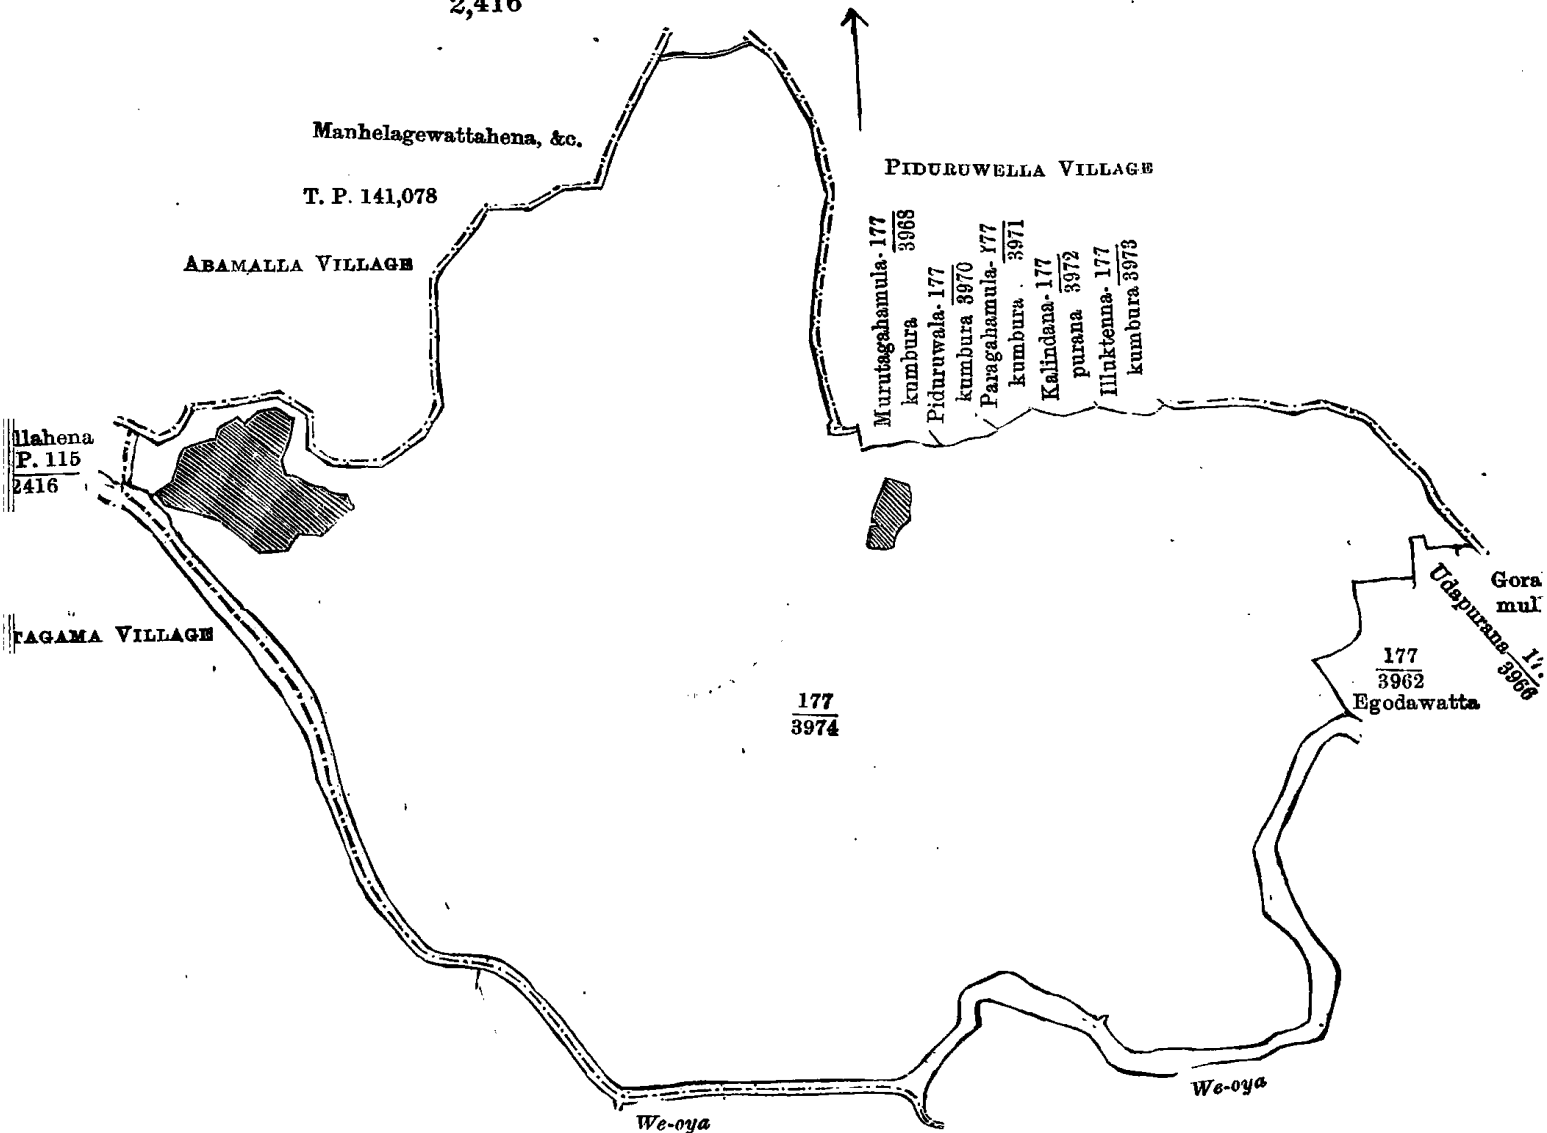 2,416
Manhelagewattahena, &c.
T. P. 141,078
ABAMALLA VILLAGE
PIDURUWELLA VILLAGE
Murutagahamula- 177
kumbura 3968
Piduruwala- 177
kumbura 3970
Paragahamula- 177
kumbura 3971
Kalindana- 177
purana 3972
Illuktenna- 177
kumbura 3973
llahena
P. 115
2416
TAGAMA VILLAGE
Gora
mul
Udapurana 17
3966
177
3962
Egodawatta
177
3974
We-oya
We-oya